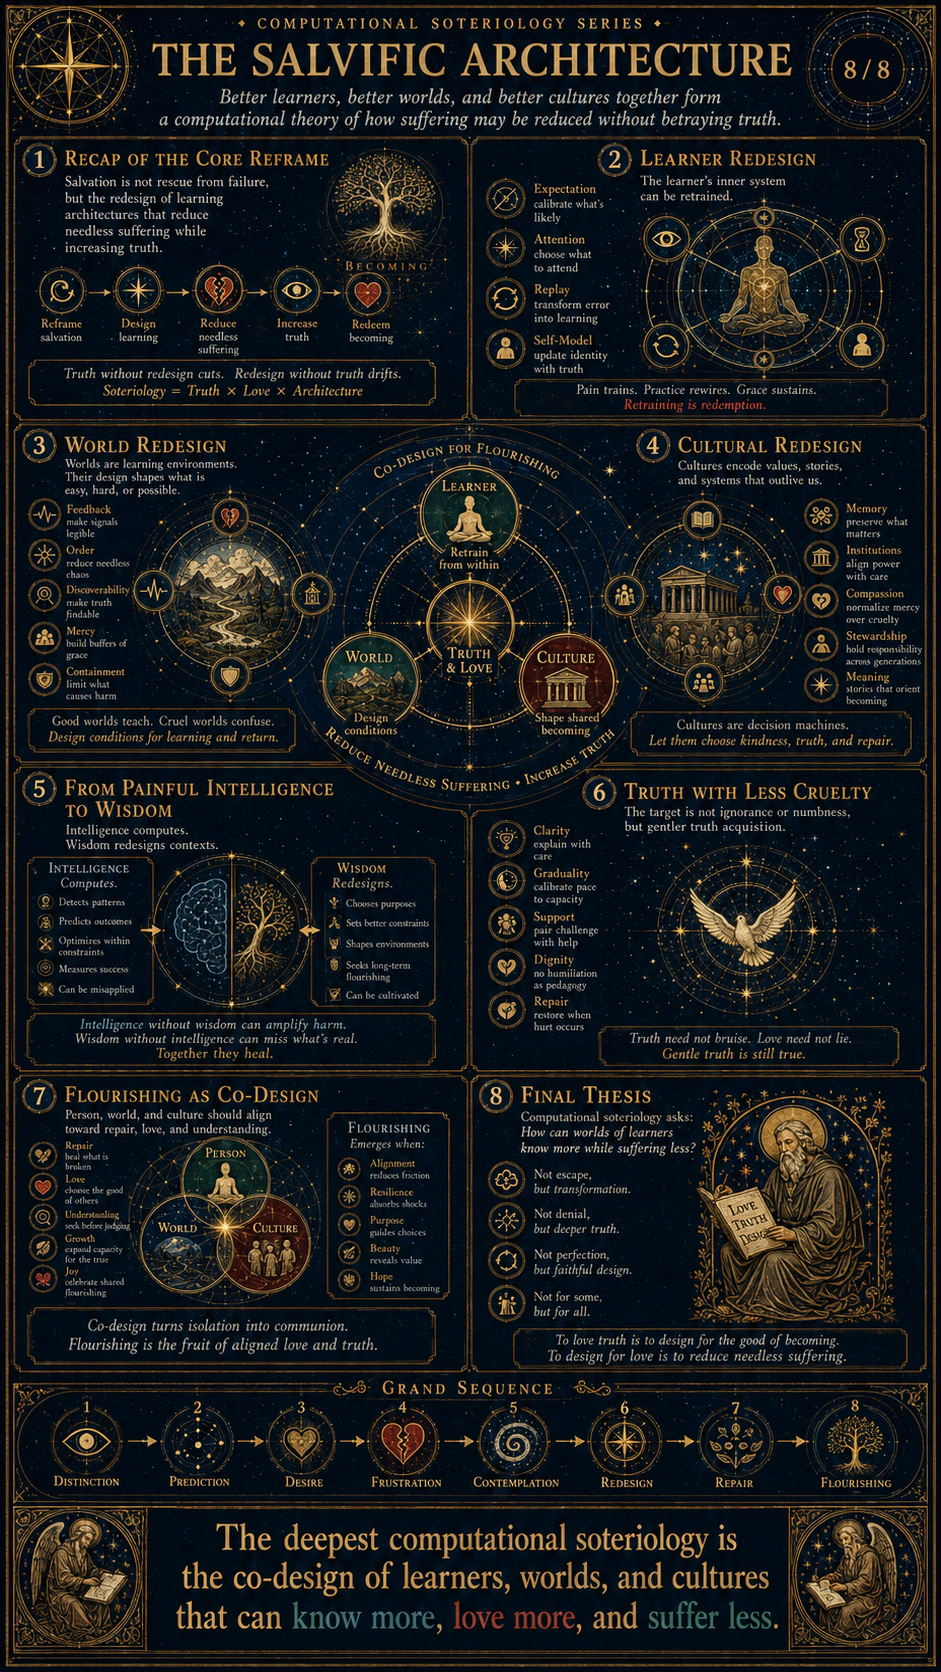 COMPUTATIONAL SOTERIOLOGY SERIES
THE SALVIFIC ARCHITECTURE
8/8
Better learners, better worlds, and better cultures together form
a computational theory of how suffering may be reduced without betraying truth.
1 RECAP OF THE CORE REFRAME
Salvation is not rescue from failure,
but the redesign of learning
architectures that reduce
needless suffering while
increasing truth.
BECOMING
Reframe
salvation
Design
learning
Reduce
needless
suffering
Increase
truth
Redeem
becoming
Truth without redesign cuts. Redesign without truth drifts.
Soteriology = Truth × Love × Architecture
2 LEARNER REDESIGN
The learner's inner system
can be retrained.
Expectation
calibrate what's
likely
Attention
choose what
to attend
Replay
transform error
into learning
Self-Model
update identity
with truth
Pain trains. Practice rewires. Grace sustains.
Retraining is redemption.
3 WORLD REDESIGN
Worlds are learning environments.
Their design shapes what is
easy, hard, or possible.
Feedback
make signals
legible
Order
reduce needless
chaos
Discoverability
make truth
findable
Mercy
build buffers of
grace
Containment
limit what
causes harm
Good worlds teach. Cruel worlds confuse.
Design conditions for learning and return.
CO-DESIGN FOR FLOURISHING
LEARNER
Retrain
from within
TRUTH
& LOVE
WORLD
Design
conditions
CULTURE
Shape shared
becoming
REDUCE NEEDLESS SUFFERING • INCREASE TRUTH
4 CULTURAL REDESIGN
Cultures encode values, stories,
and systems that outlive us.
Memory
preserve what
matters
Institutions
align power
with care
Compassion
normalize mercy
over cruelty
Stewardship
hold responsibility
across generations
Meaning
stories that orient
becoming
Cultures are decision machines.
Let them choose kindness, truth, and repair.
5 FROM PAINFUL INTELLIGENCE
TO WISDOM
Intelligence computes.
Wisdom redesigns contexts.
INTELLIGENCE
Computes.
Detects patterns
Predicts outcomes
Optimizes within
constraints
Measures success
Can be misapplied
WISDOM
Redesigns.
Chooses purposes
Sets better constraints
Shapes environments
Seeks long-term
flourishing
Can be cultivated
Intelligence without wisdom can amplify harm.
Wisdom without intelligence can miss what's real.
Together they heal.
6 TRUTH WITH LESS CRUELTY
The target is not ignorance or numbness,
but gentler truth acquisition.
Clarity
explain with
care
Graduality
calibrate pace
to capacity
Support
pair challenge
with help
Dignity
no humiliation
as pedagogy
Repair
restore when
hurt occurs
Truth need not bruise. Love need not lie.
Gentle truth is still true.
7 FLOURISHING AS CO-DESIGN
Person, world, and culture should align
toward repair, love, and understanding.
Repair
heal what is
broken
Love
choose the good
of others
Understanding
seek before judging
Growth
expand capacity
for the true
Joy
celebrate shared
flourishing
PERSON
WORLD
CULTURE
FLOURISHING
Emerges when:
Alignment
reduces friction
Resilience
absorbs shocks
Purpose
guides choices
Beauty
reveals value
Hope
sustains becoming
Co-design turns isolation into communion.
Flourishing is the fruit of aligned love and truth.
8 FINAL THESIS
Computational soteriology asks:
How can worlds of learners
know more while suffering less?
Not escape,
but transformation.
Not denial,
but deeper truth.
Not perfection,
but faithful design.
Not for some,
but for all.
LOVE
TRUTH
To love truth is to design for the good of becoming.
To design for love is to reduce needless suffering.
GRAND SEQUENCE
1 2 3 4 5 6 7 8
DISTINCTION PREDICTION DESIRE FRUSTRATION CONTEMPLATION REDESIGN REPAIR FLOURISHING
The deepest computational soteriology is
the co-design of learners, worlds, and cultures
that can know more, love more, and suffer less.